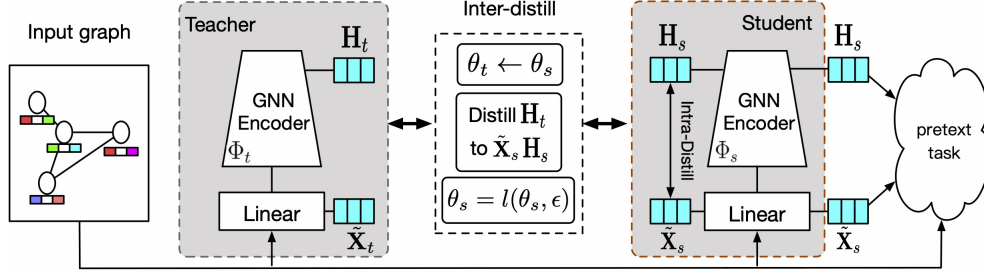 Input graph
Teacher
H_t
GNN
Encoder
Φ_t
Linear
X̃_t
Inter-distill
θ_t ← θ_s
Distill H_t
to X̃_s H_s
θ_s = l(θ_s, ϵ)
Student
H_s
H_s
Intra-Distill
GNN
Encoder
Φ_s
Linear
X̃_s
X̃_s
pretext
task